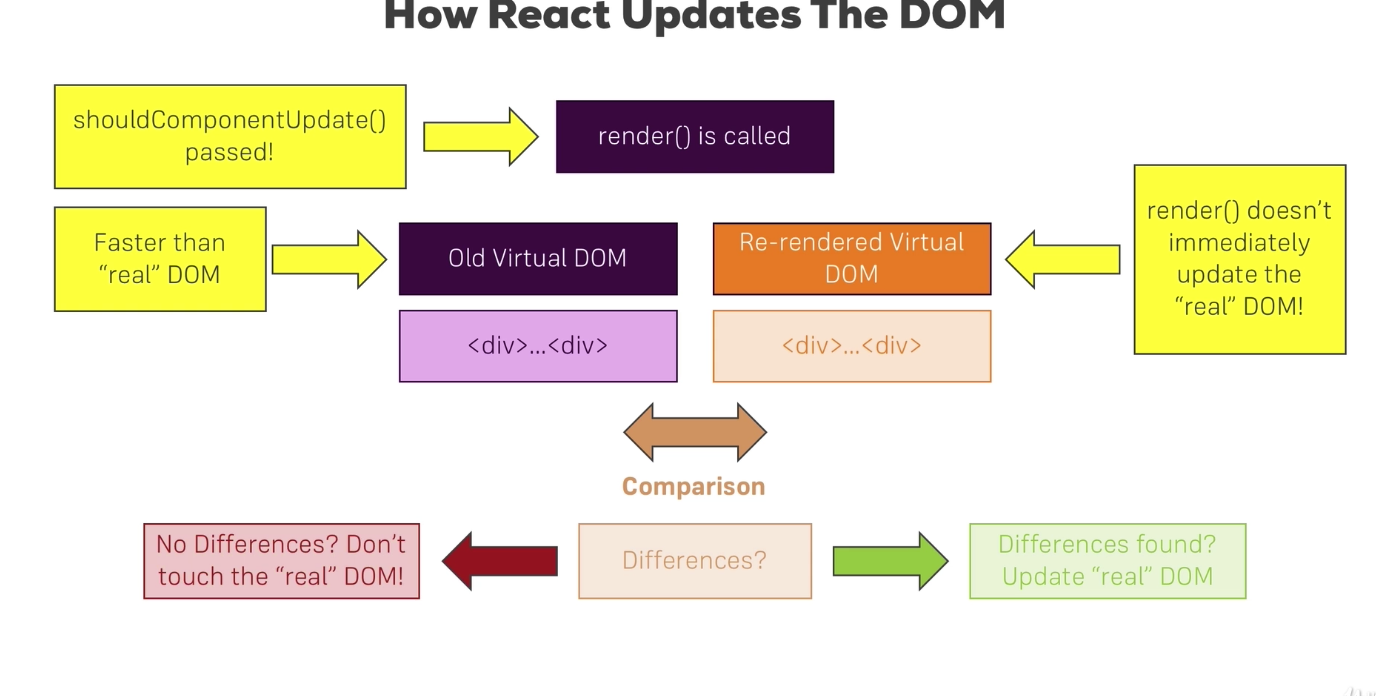 How React Updates The DOM
shouldComponentUpdate()
passed!
render() is called
Faster than
“real” DOM
Old Virtual DOM
Re-rendered Virtual
DOM
render() doesn’t
immediately
update the
“real” DOM!
<div>...<div>
<div>...<div>
Comparison
No Differences? Don’t
touch the “real” DOM!
Differences?
Differences found?
Update “real” DOM